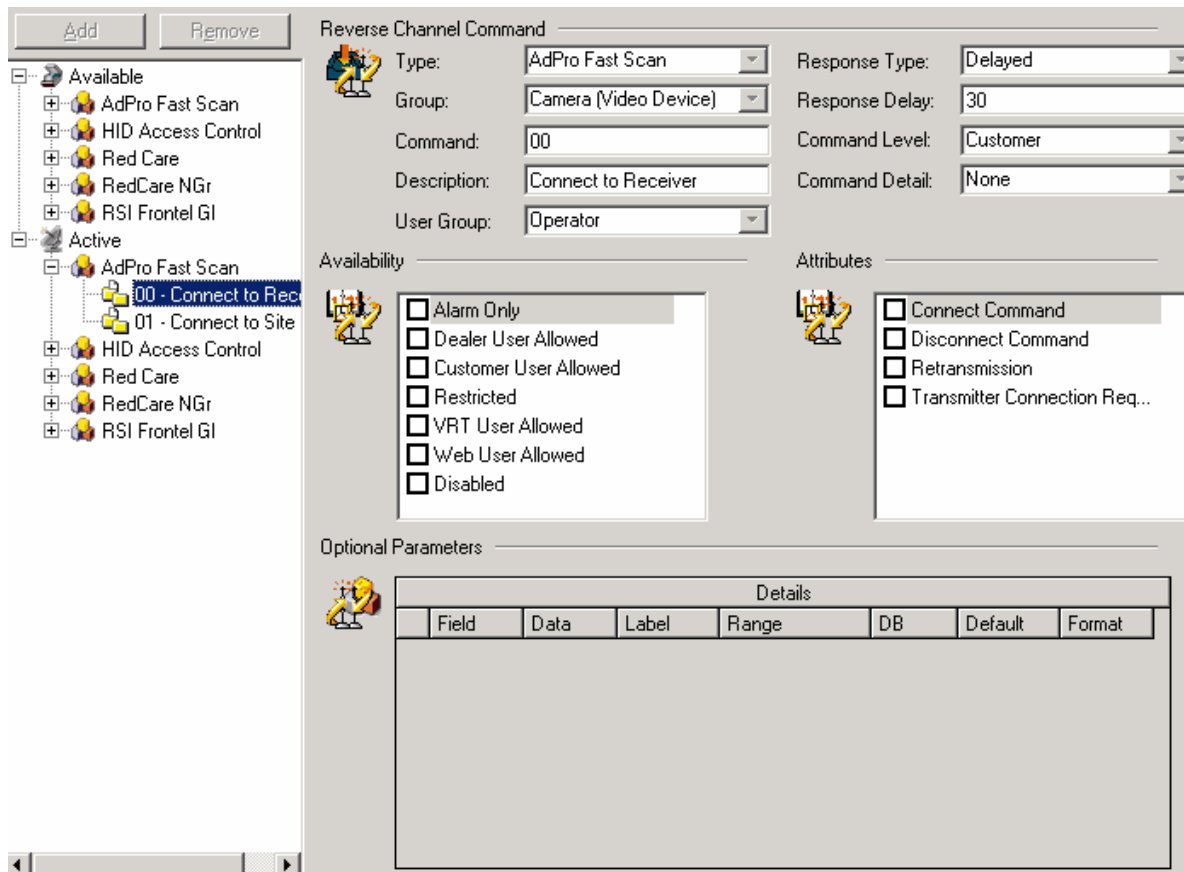 Add Remove
Available
AdPro Fast Scan
HID Access Control
Red Care
RedCare NGr
RSI Frontel GI
Active
AdPro Fast Scan
00 - Connect to Rec
01 - Connect to Site
HID Access Control
Red Care
RedCare NGr
RSI Frontel GI
Reverse Channel Command
Type: AdPro Fast Scan
Group: Camera (Video Device)
Command: 00
Description: Connect to Receiver
User Group: Operator
Response Type: Delayed
Response Delay: 30
Command Level: Customer
Command Detail: None
Availability
Alarm Only
Dealer User Allowed
Customer User Allowed
Restricted
VRT User Allowed
Web User Allowed
Disabled
Attributes
Connect Command
Disconnect Command
Retransmission
Transmitter Connection Req...
Optional Parameters
Details
Field Data Label Range DB Default Format